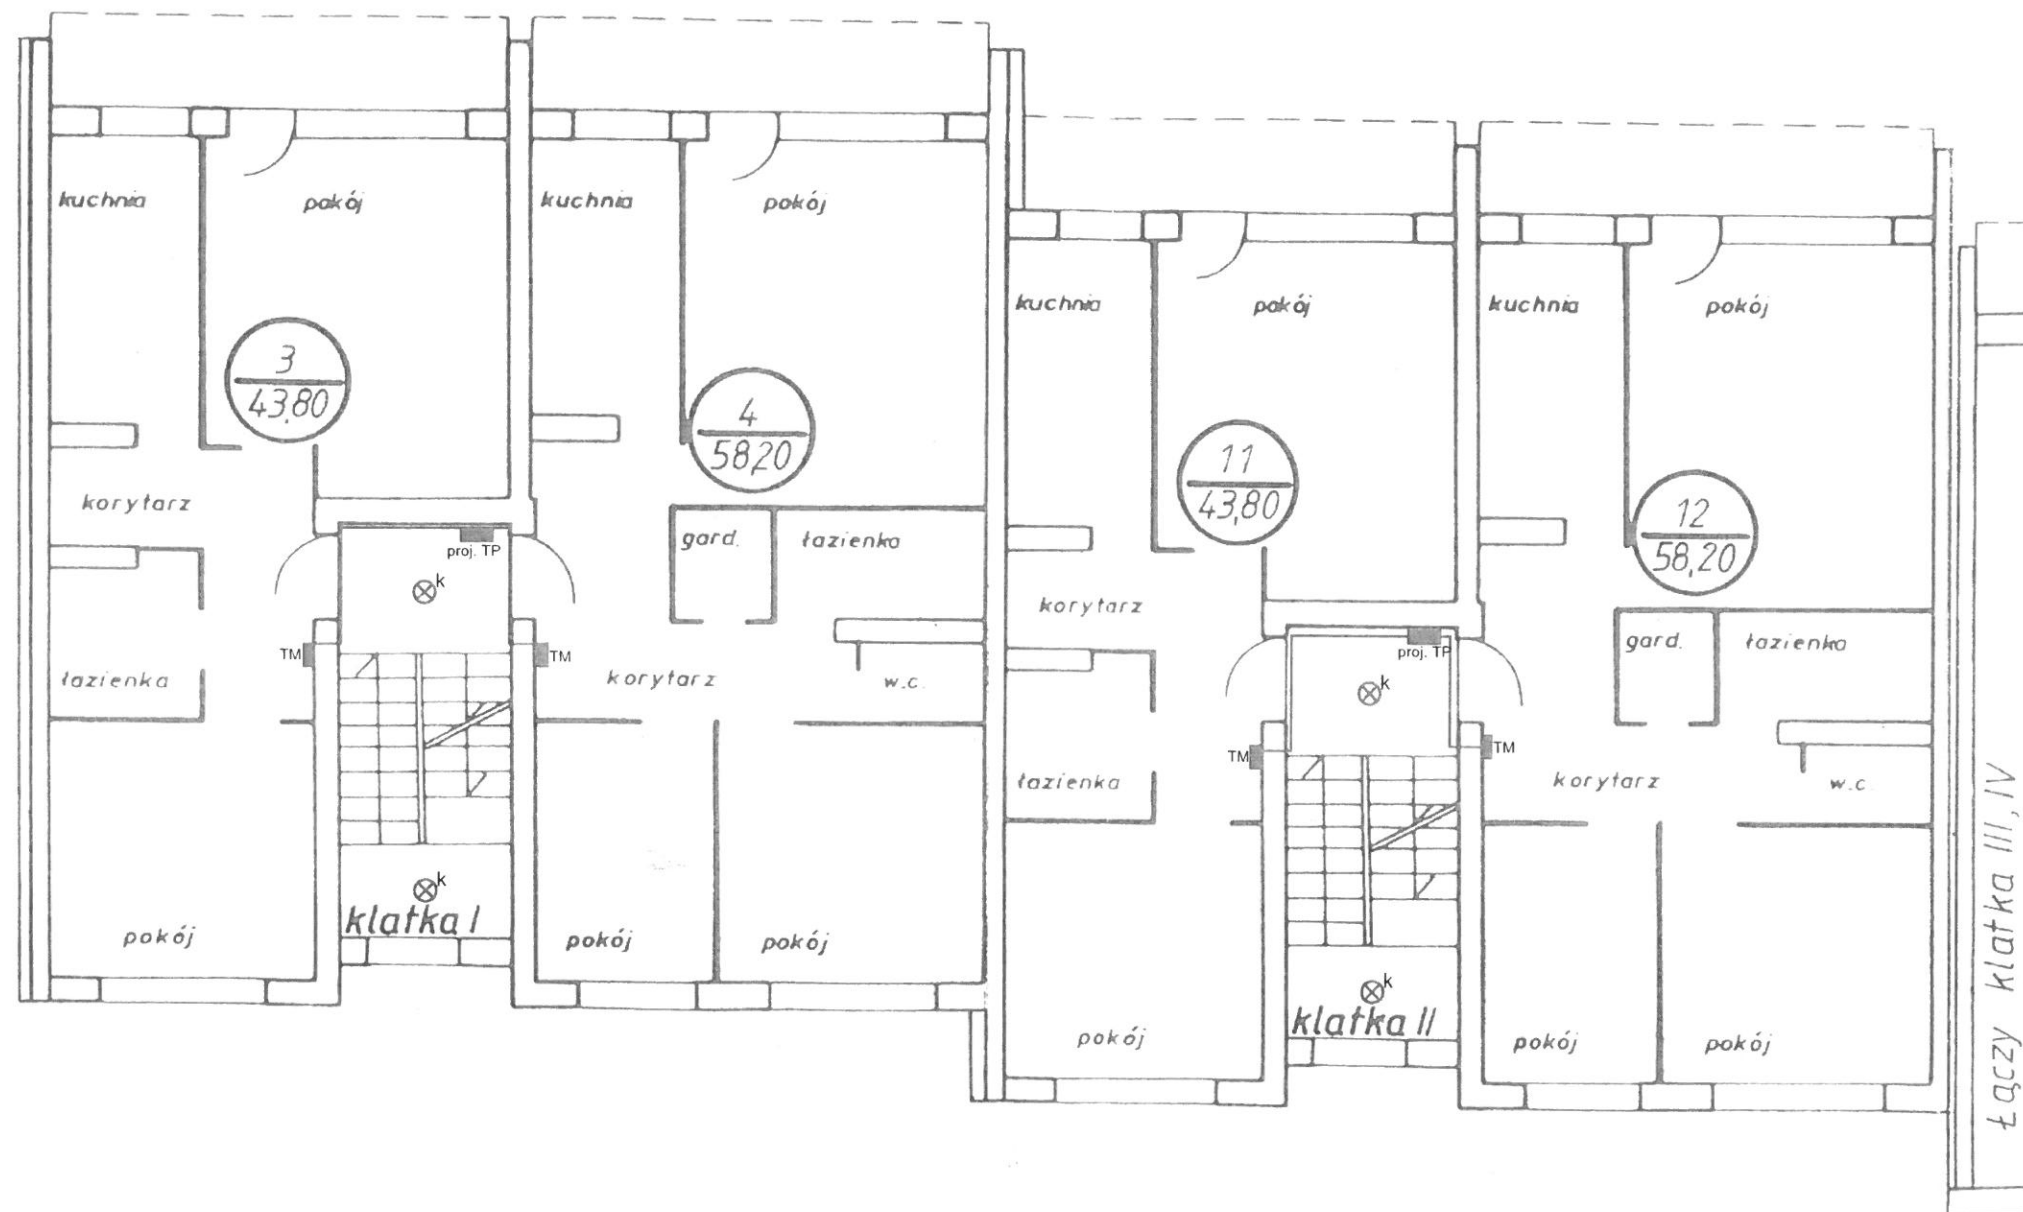 kuchnia
pokój
3
43,80
korytarz
łazienka
pokój
TM
proj. TP
k
k
klatka I
kuchnia
pokój
4
58,20
gard.
łazienka
TM
korytarz
w.c.
pokój
pokój
kuchnia
pokój
11
43,80
korytarz
łazienka
pokój
TM
proj. TP
k
k
klatka II
kuchnia
pokój
12
58,20
gard.
łazienka
TM
korytarz
w.c.
pokój
pokój
Łączy klatka III, IV